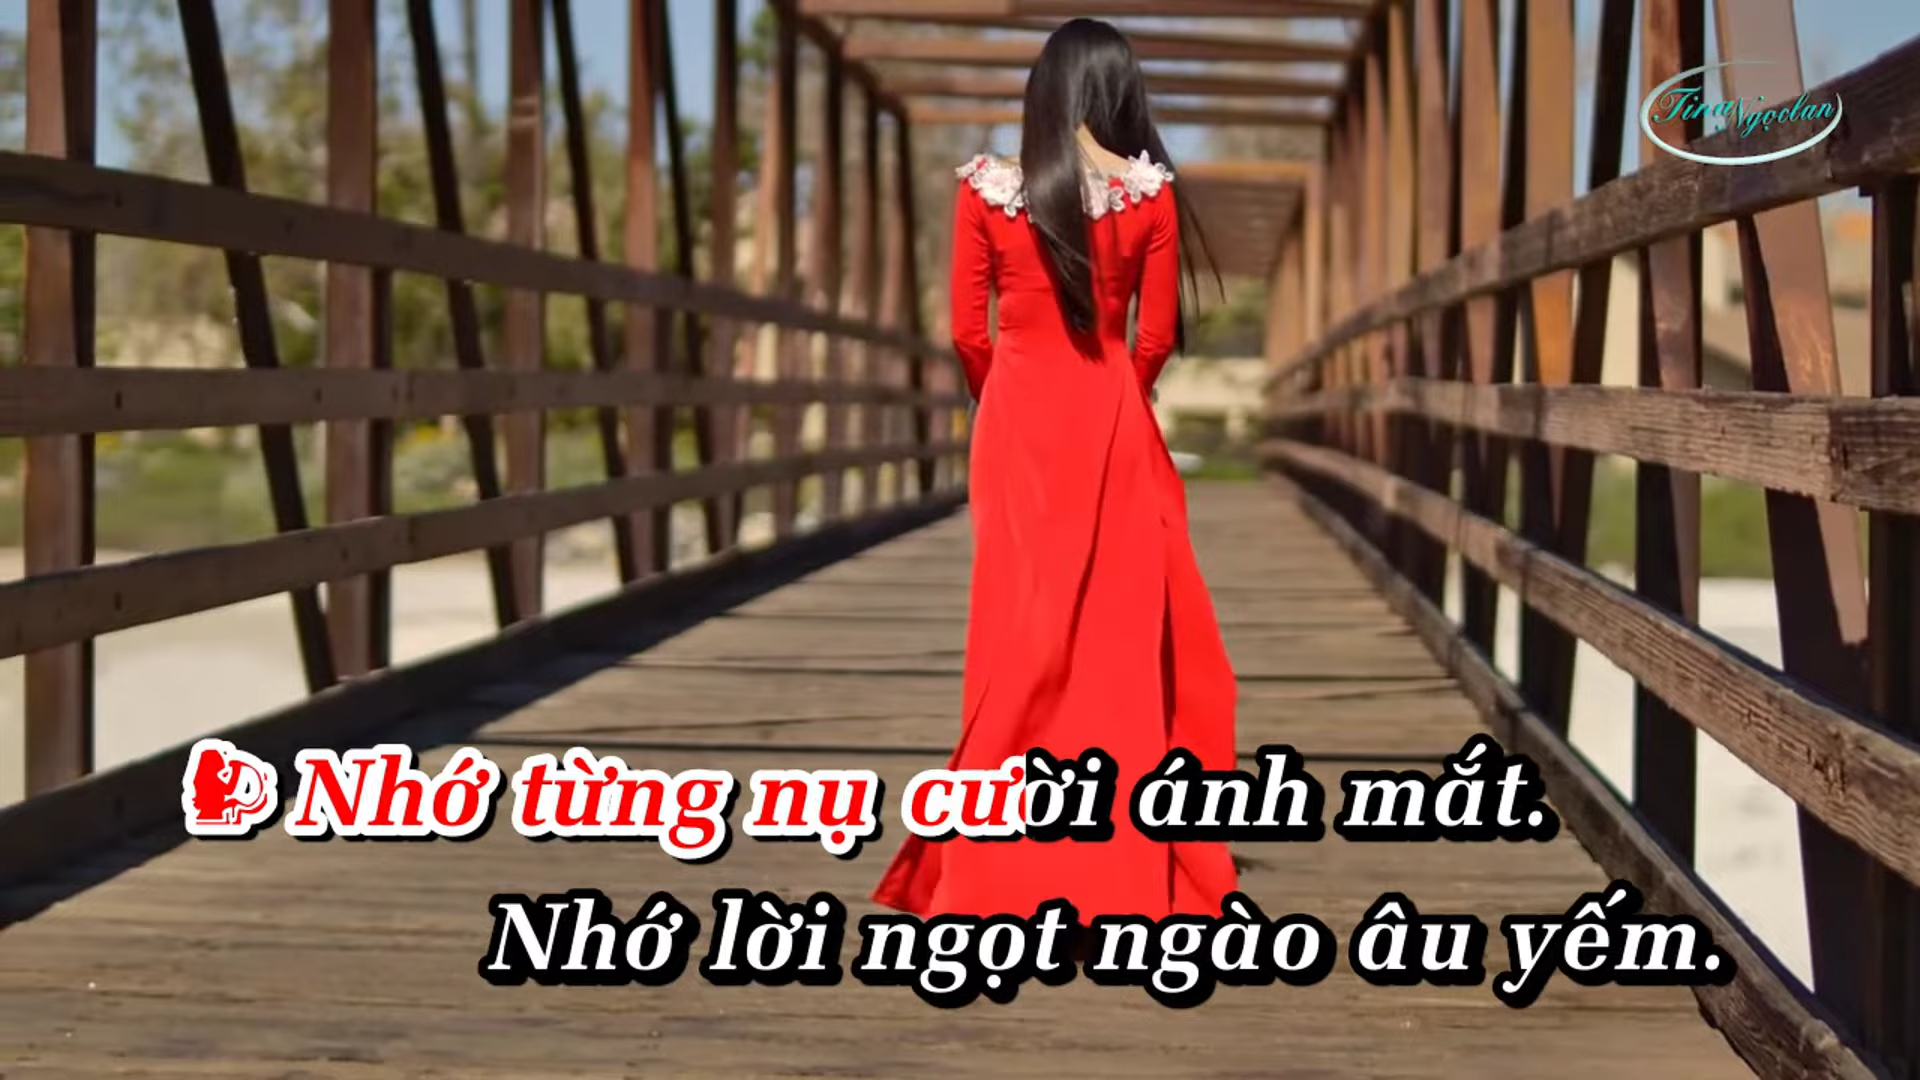 Tina Ngọclan
Nhớ từng nụ cười ánh mắt.
Nhớ lời ngọt ngào âu yếm.